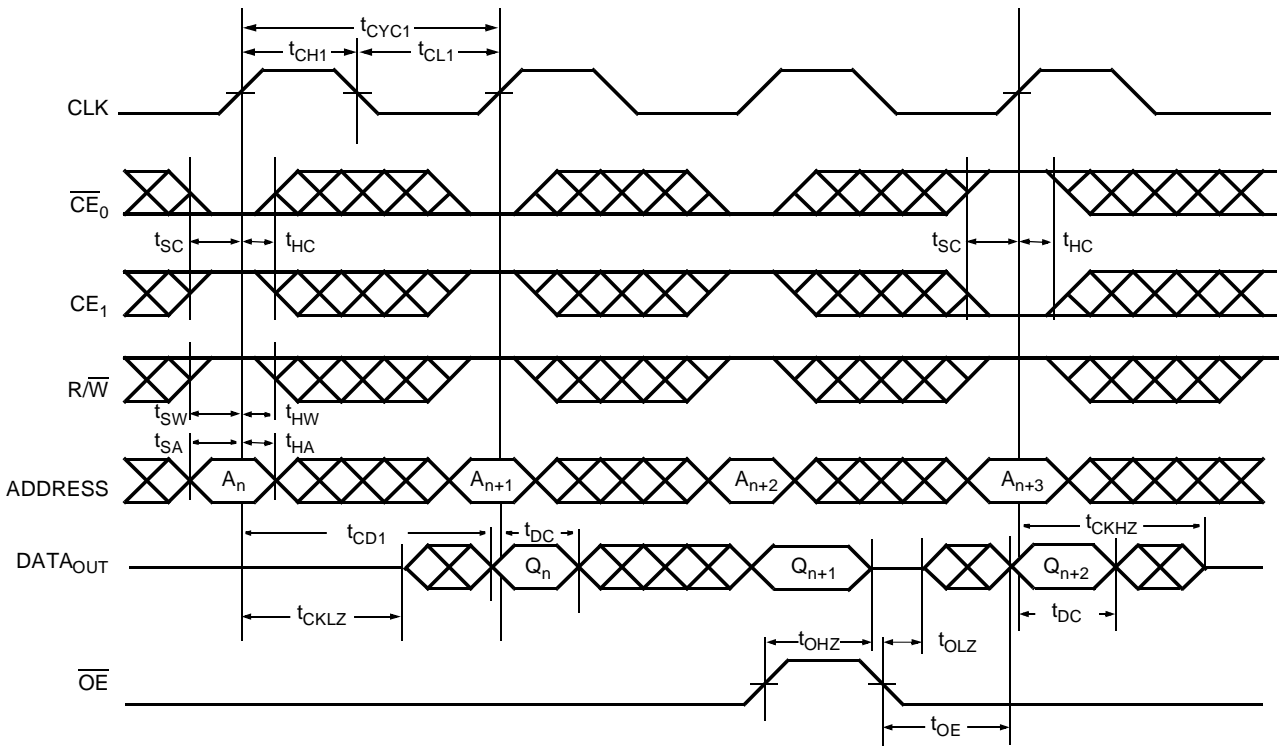 tCYC1
tCH1 tCL1
CLK
CE0
tSC tHC tSC tHC
CE1
R/W
tSW tHW
tSA tHA
ADDRESS An An+1 An+2 An+3
tCD1 tDC tCKHZ
DATAOUT Qn Qn+1 Qn+2
tCKLZ tDC
tOHZ tOLZ
OE
tOE